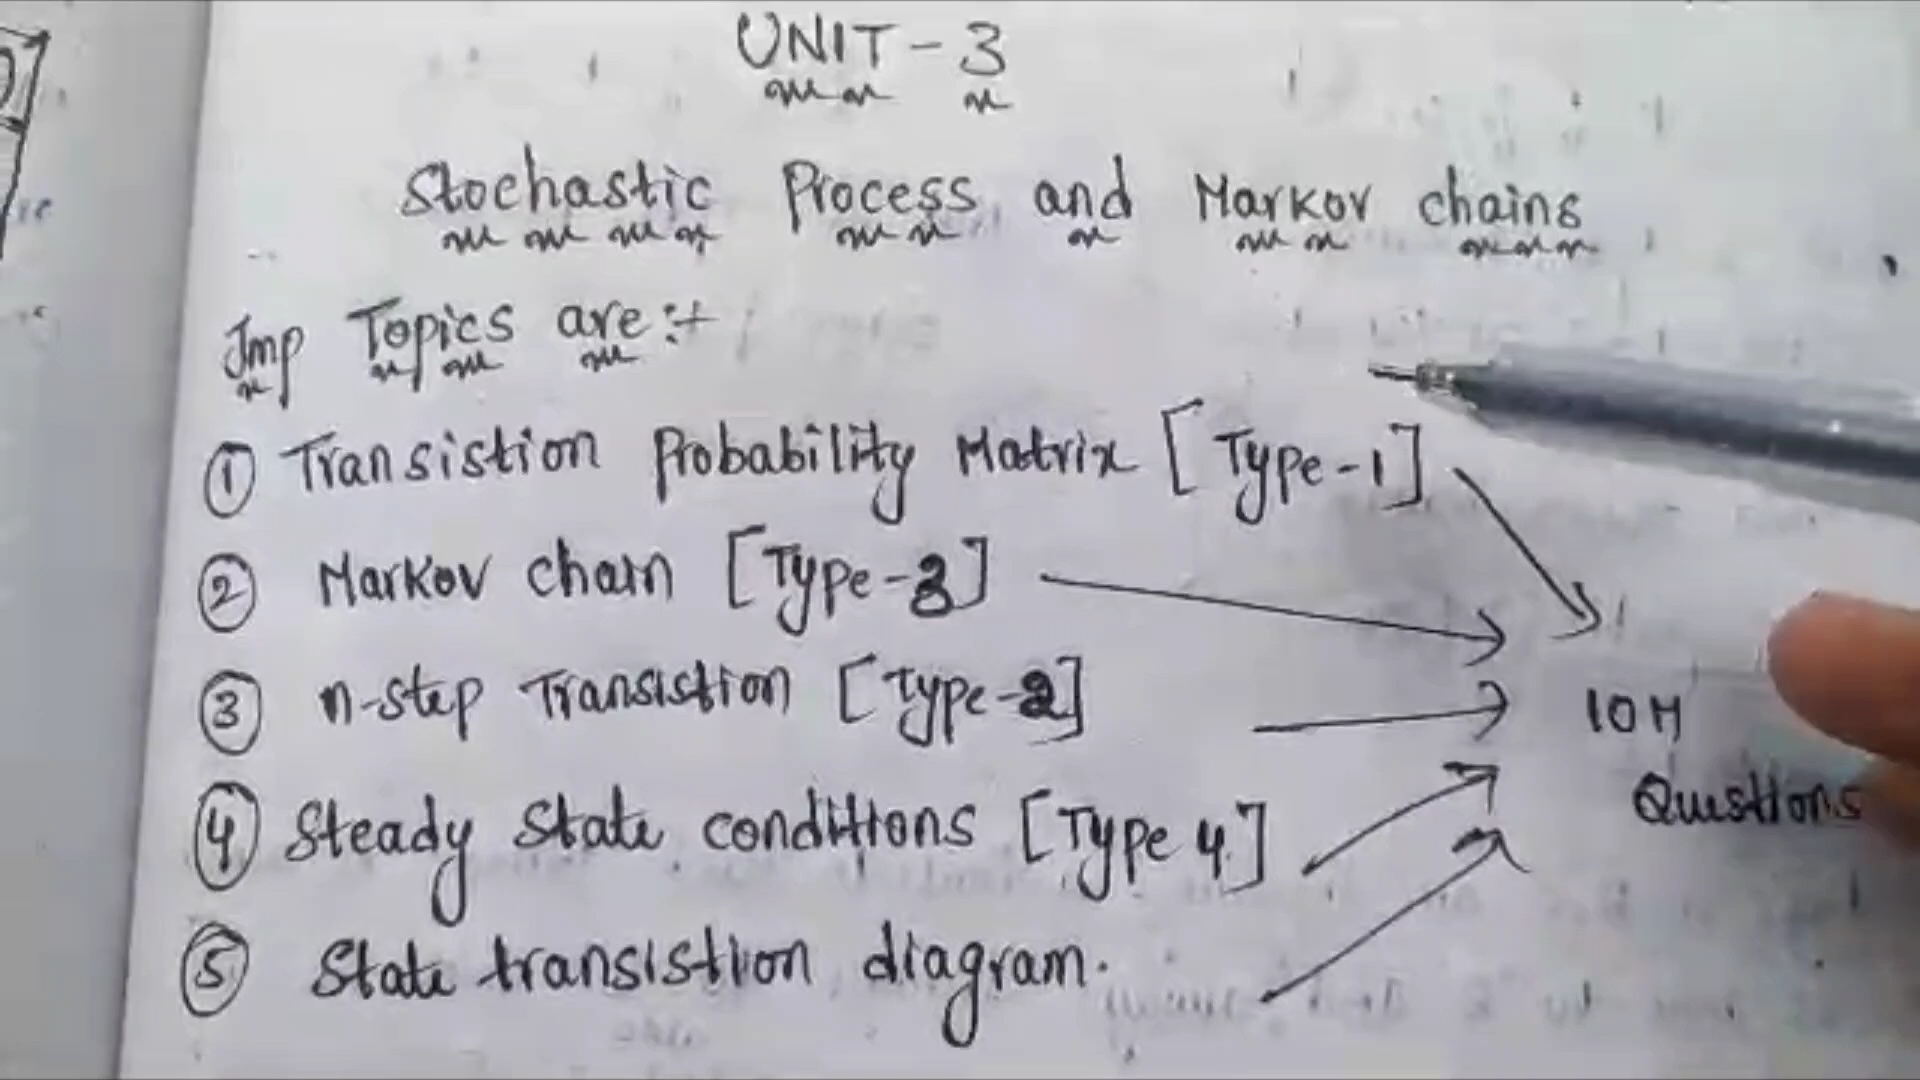 UNIT - 3
Stochastic Process and Markov chains
Imp Topics are :+
① Transistion Probability Matrix [Type-1]
② Markov chain [Type-3]
③ n-step Transistion [Type-2]
④ Steady State conditions [Type 4]
⑤ State transistion diagram.
10M
Questions